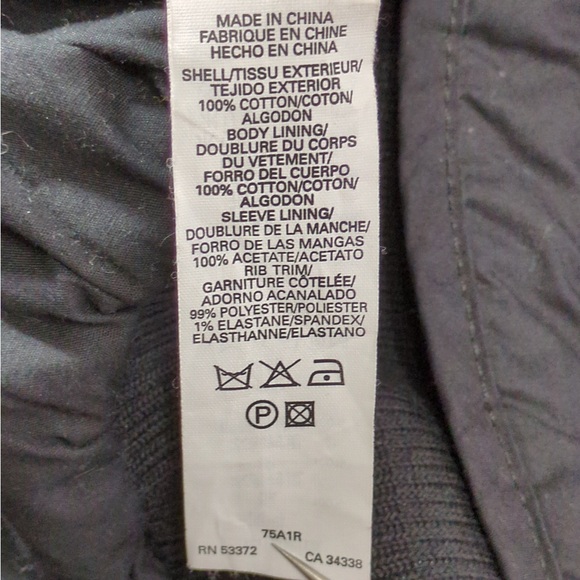 MADE IN CHINA
FABRIQUE EN CHINE
HECHO EN CHINA
SHELL/TISSU EXTERIEUR/
TEJIDO EXTERIOR
100% COTTON/COTON/
ALGODON
BODY LINING/
DOUBLURE DU CORPS
DU VETEMENT/
FORRO DEL CUERPO
100% COTTON/COTON/
ALGODON
SLEEVE LINING/
DOUBLURE DE LA MANCHE/
FORRO DE LAS MANGAS
100% ACETATE/ACETATO
RIB TRIM/
GARNITURE CÔTELÉE/
ADORNO ACANALADO
99% POLYESTER/POLIESTER
1% ELASTANE/SPANDEX/
ELASTHANNE/ELASTANO
P
75A1R
RN 53372 CA 34338